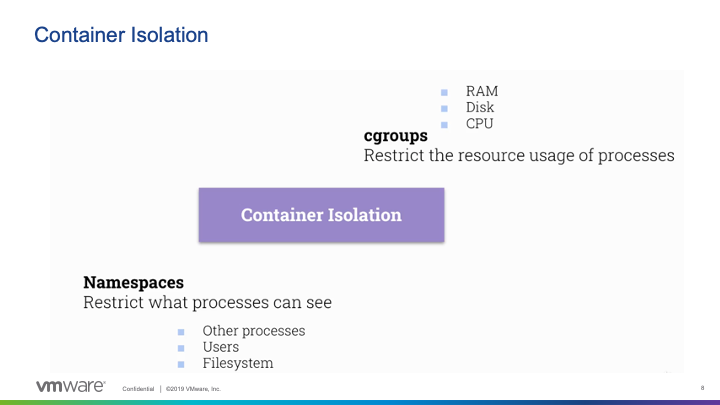 Container Isolation
RAM
Disk
CPU
cgroups
Restrict the resource usage of processes
Container Isolation
Namespaces
Restrict what processes can see
Other processes
Users
Filesystem
vmware®
Confidential | ©2019 VMware, Inc.
8